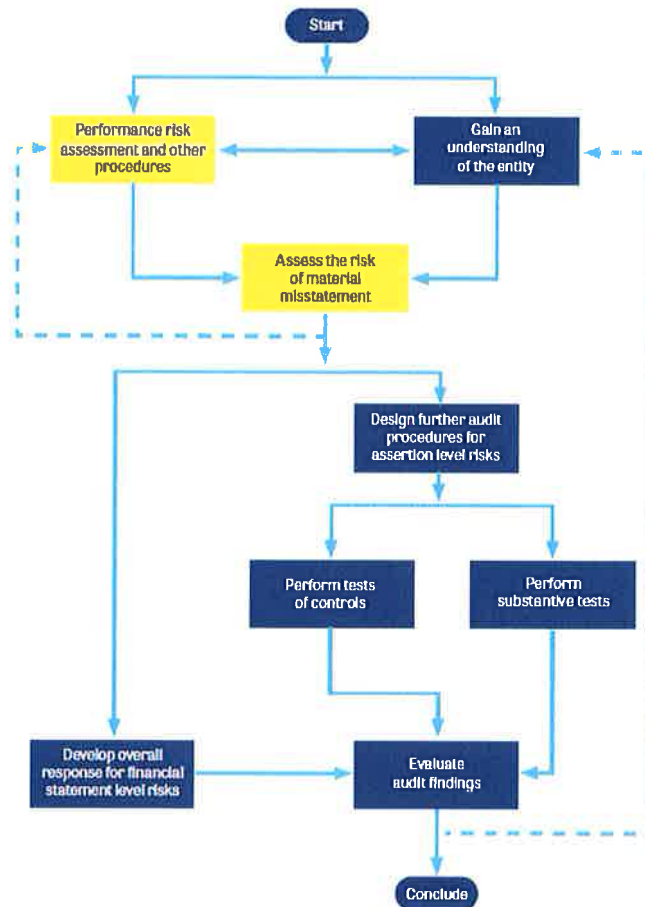 Start
Performance risk
assessment and other
procedures
Gain an
understanding
of the entity
Assess the risk
of material
misstatement
Design further audit
procedures for
assertion level risks
Perform tests
of controls
Perform
substantive tests
Develop overall
response for financial
statement level risks
Evaluate
audit findings
Conclude